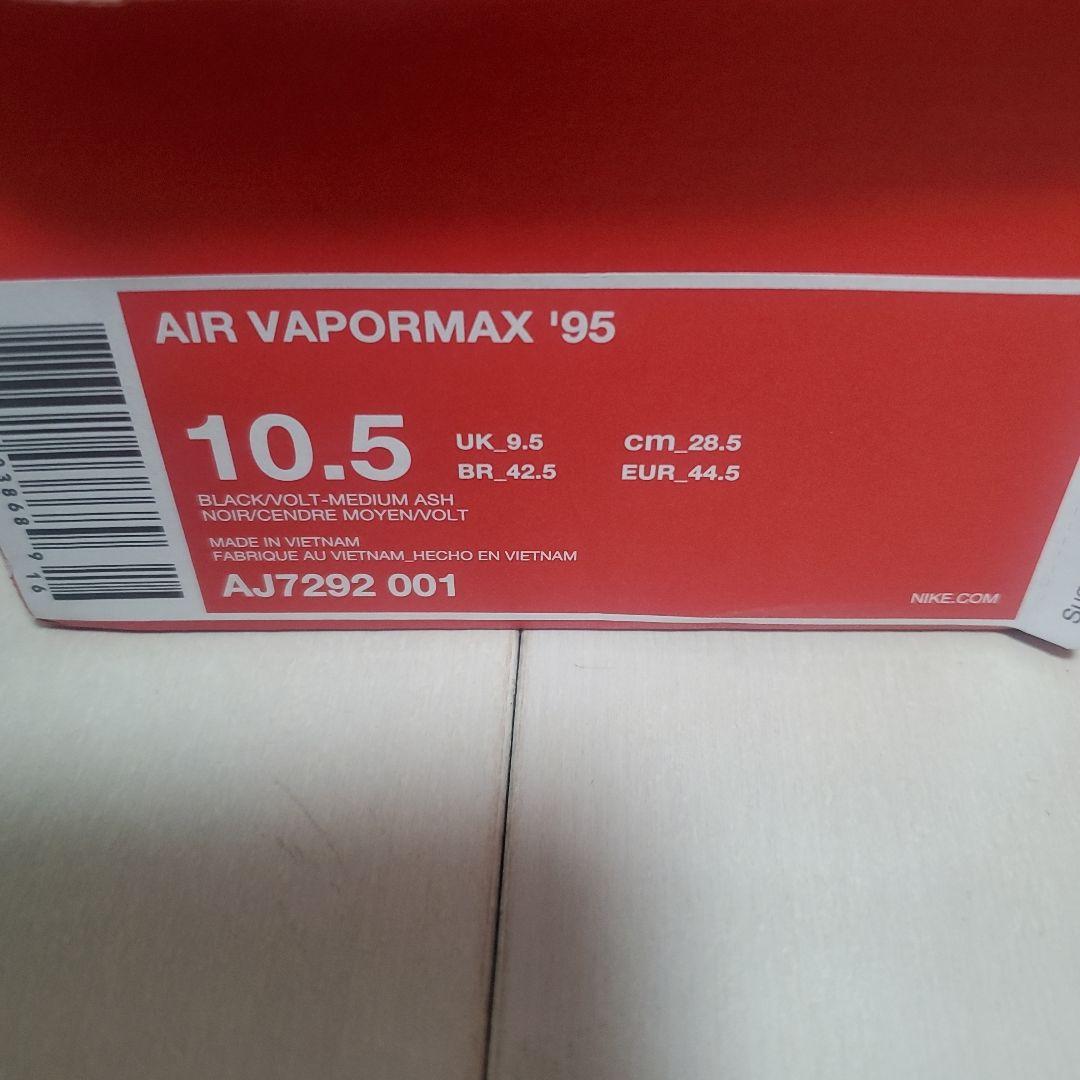 AIR VAPORMAX '95
10.5
UK_9.5 cm_28.5
BR_42.5 EUR_44.5
BLACK/VOLT-MEDIUM ASH
NOIR/CENDRE MOYEN/VOLT
MADE IN VIETNAM
FABRIQUE AU VIETNAM_HECHO EN VIETNAM
AJ7292 001
NIKE.COM